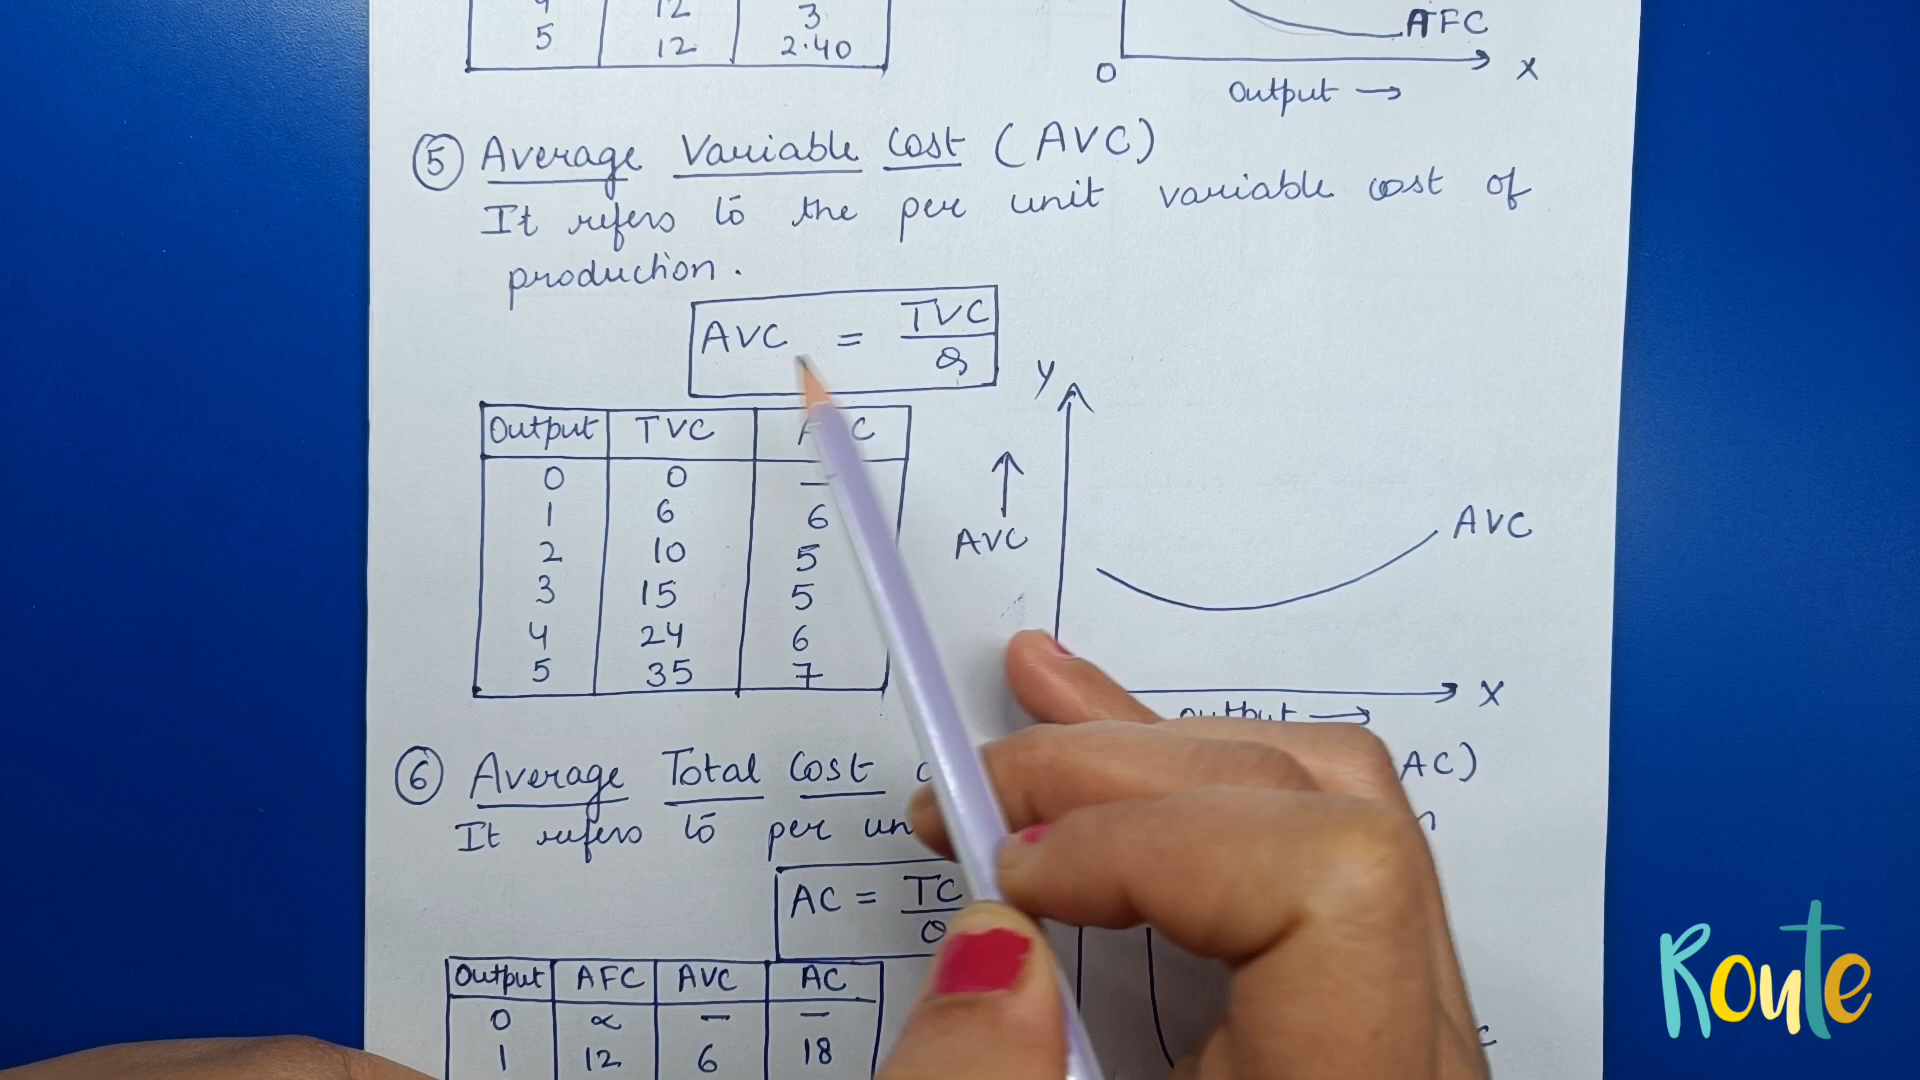 4 12 3
5 12 2.40
AFC
O X
Output →
⑤ Average Variable Cost (AVC)
It refers to the per unit variable cost of
production.
AVC = TVC/Q
Output TVC
0 0 —
1 6 6
2 10 5
3 15 5
4 24 6
5 35 7
Y
AVC
AVC
X
output →
⑥ Average Total Cost AC)
It refers to per
AC = TC/Q
Output AFC AVC AC
0 ∝ — —
1 12 6 18
Route